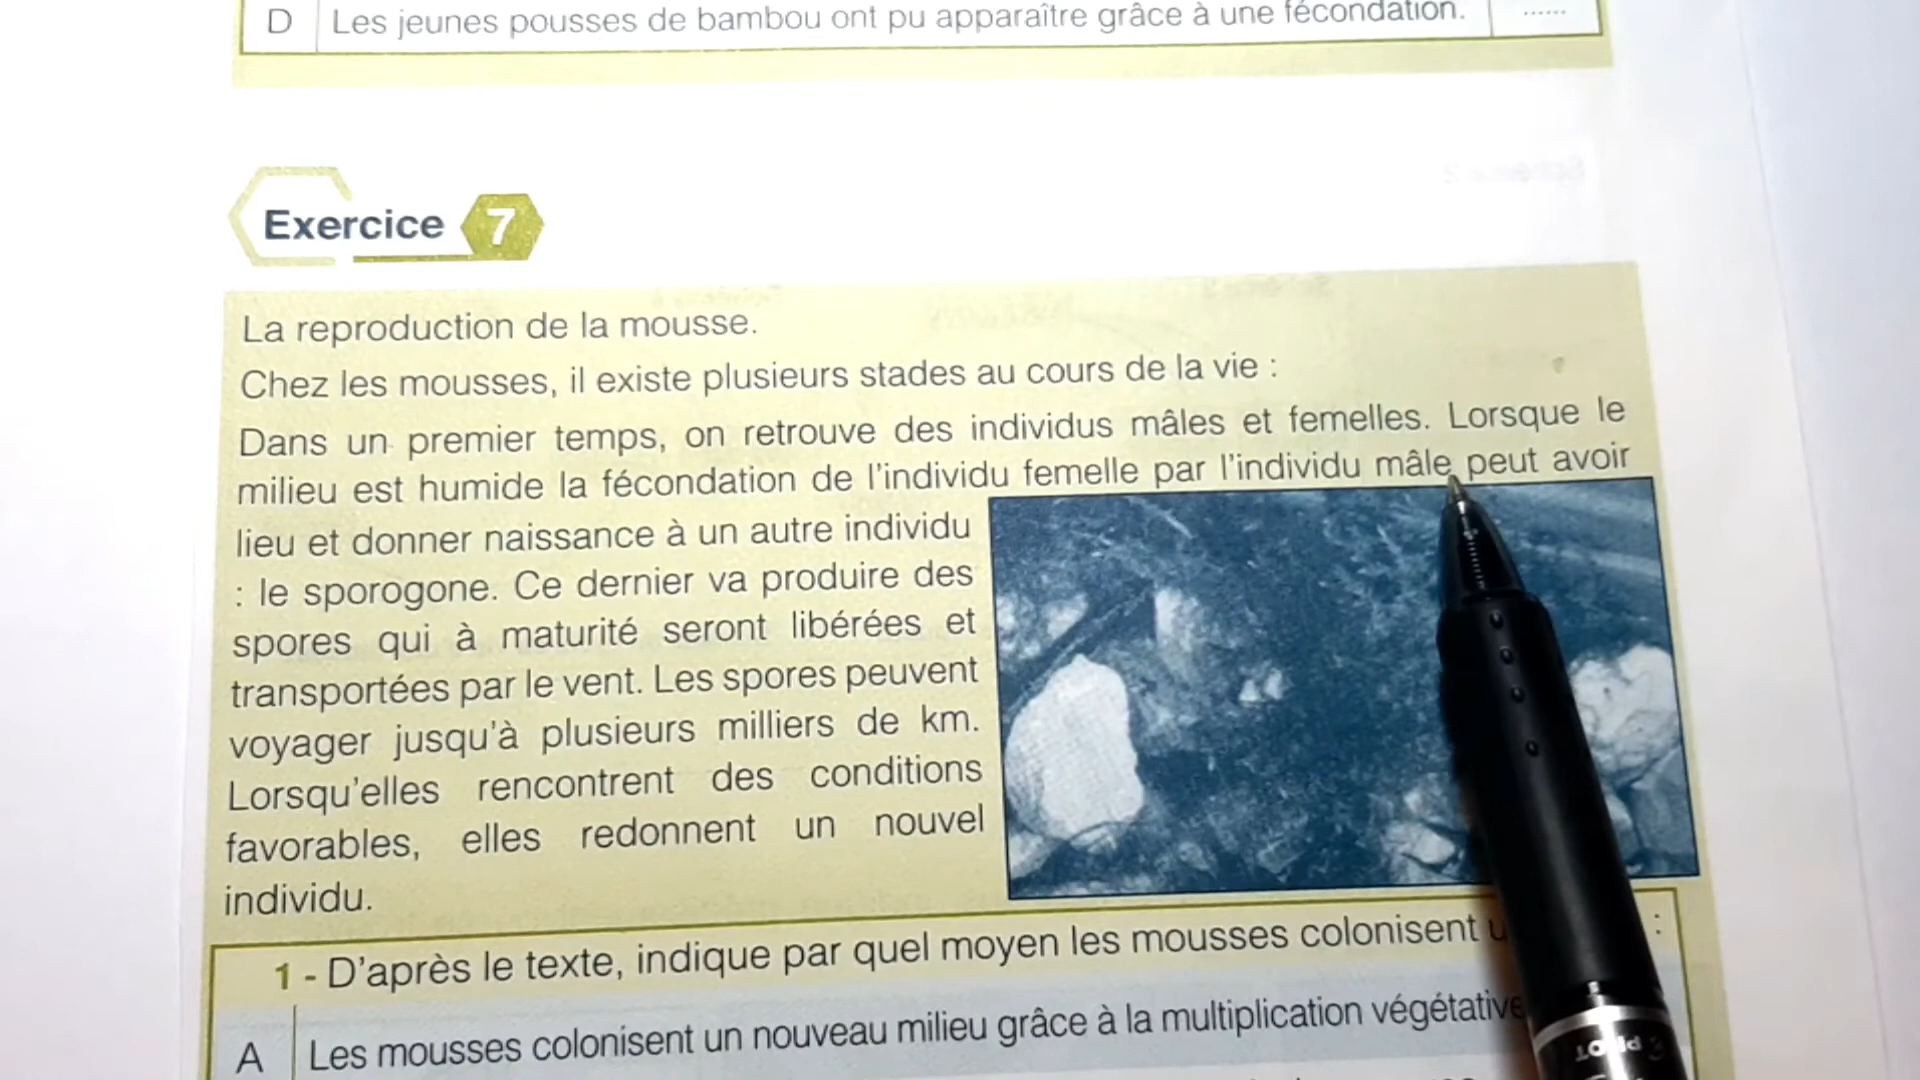 D Les jeunes pousses de bambou ont pu apparaître grâce à une fécondation. ......
Exercice 7
La reproduction de la mousse.
Chez les mousses, il existe plusieurs stades au cours de la vie :
Dans un premier temps, on retrouve des individus mâles et femelles. Lorsque le
milieu est humide la fécondation de l'individu femelle par l'individu mâle peut avoir
lieu et donner naissance à un autre individu
: le sporogone. Ce dernier va produire des
spores qui à maturité seront libérées et
transportées par le vent. Les spores peuvent
voyager jusqu'à plusieurs milliers de km.
Lorsqu'elles rencontrent des conditions
favorables, elles redonnent un nouvel
individu.
1 - D'après le texte, indique par quel moyen les mousses colonisent :
A Les mousses colonisent un nouveau milieu grâce à la multiplication végétative